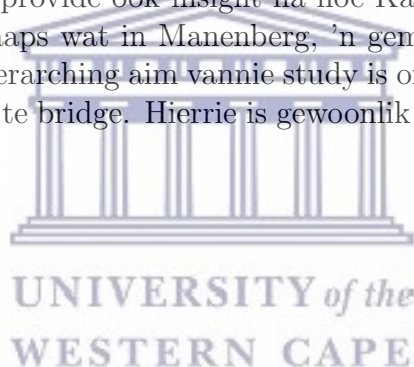 provide ook insight na hoe Ka
aps wat in Manenberg, ’n gem
erarching aim vannie study is o
te bridge. Hierrie is gewoonlik
UNIVERSITY of the
WESTERN CAPE